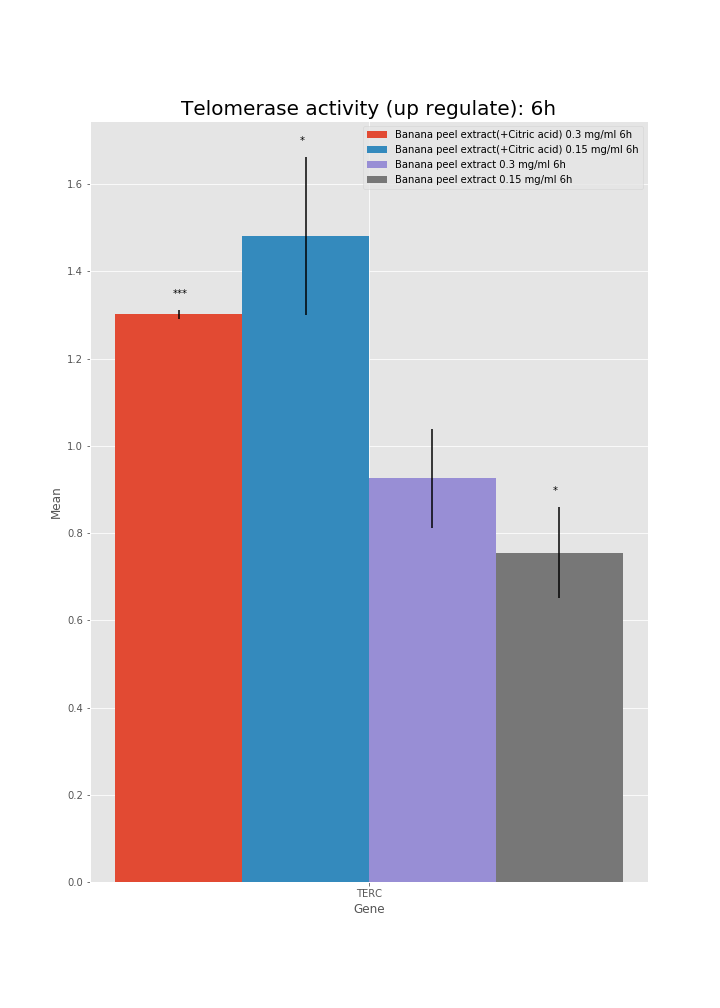 Telomerase activity (up regulate): 6h
*
Banana peel extract(+Citric acid) 0.3 mg/ml 6h
Banana peel extract(+Citric acid) 0.15 mg/ml 6h
Banana peel extract 0.3 mg/ml 6h
Banana peel extract 0.15 mg/ml 6h
1.6
***
1.4
1.2
1.0
*
Mean
0.8
0.6
0.4
0.2
0.0
TERC
Gene